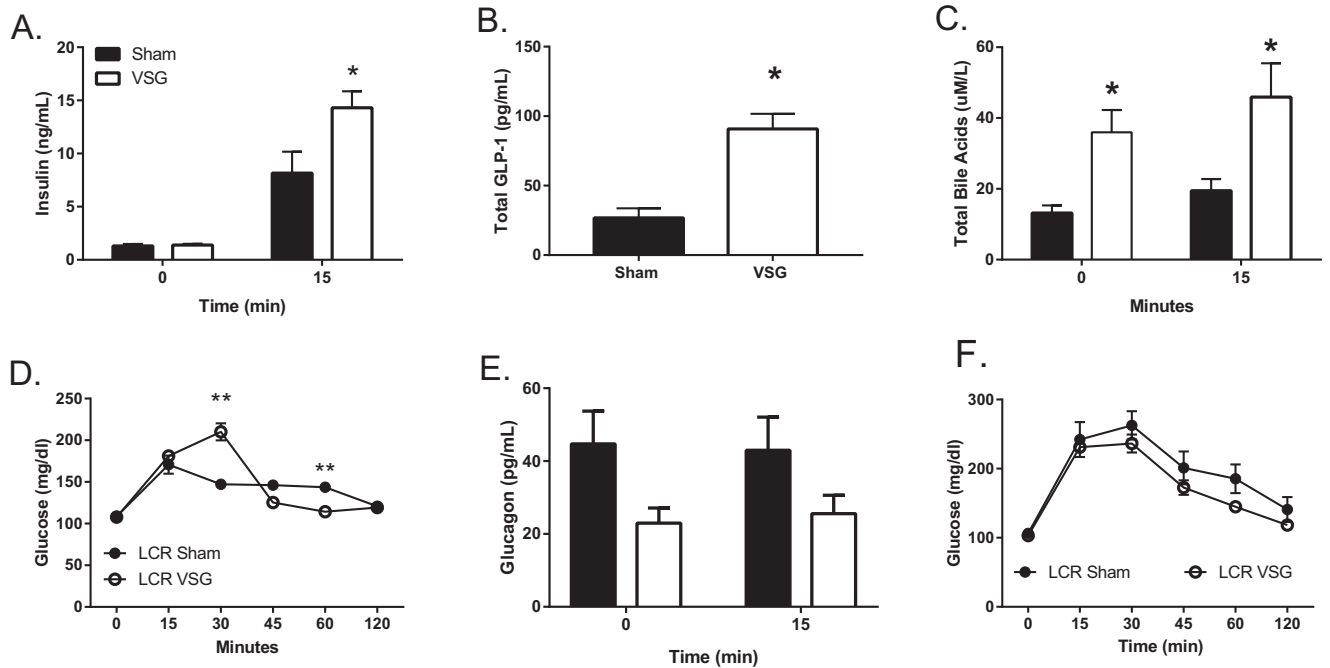 A.
Sham
VSG
Insulin (ng/mL)
20
15
10
5
0
*
0 15
Time (min)
B.
Total GLP-1 (pg/mL)
150
100
50
0
*
Sham VSG
C.
Total Bile Acids (uM/L)
60
40
20
0
* *
0 15
Minutes
D.
Glucose (mg/dl)
250
200
150
100
50
0
** **
LCR Sham
LCR VSG
0 15 30 45 60 120
Minutes
E.
Glucagon (pg/mL)
60
40
20
0
0 15
Time (min)
F.
Glucose (mg/dl)
300
200
100
0
LCR Sham LCR VSG
0 15 30 45 60 120
Time (min)